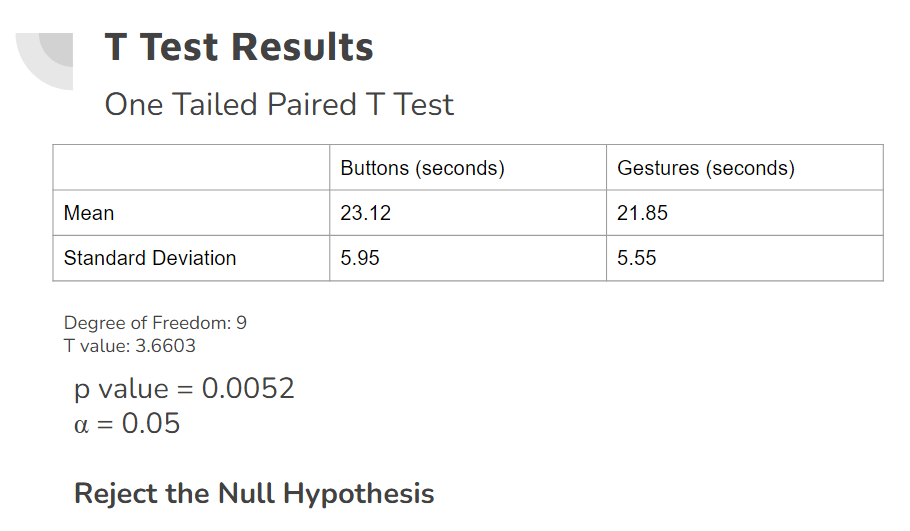 T Test Results
One Tailed Paired T Test
Buttons (seconds) Gestures (seconds)
Mean 23.12 21.85
Standard Deviation 5.95 5.55
Degree of Freedom: 9
T value: 3.6603
p value = 0.0052
α = 0.05
Reject the Null Hypothesis